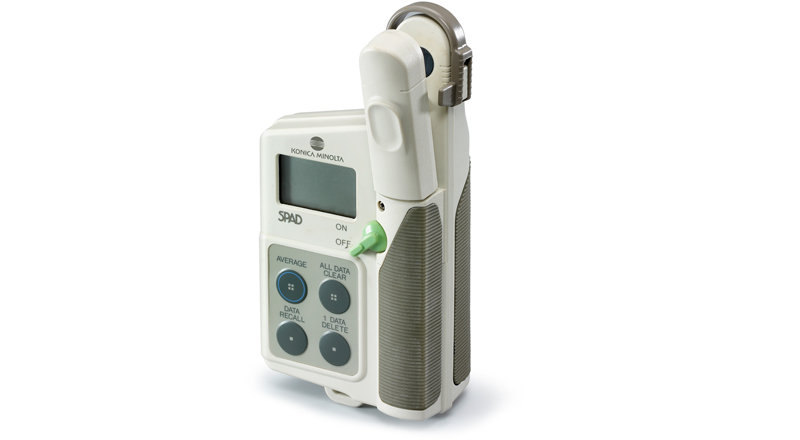 KONICA MINOLTA
SPAD
ON
OFF
AVERAGE
ALL DATA
CLEAR
DATA
RECALL
1 DATA
DELETE